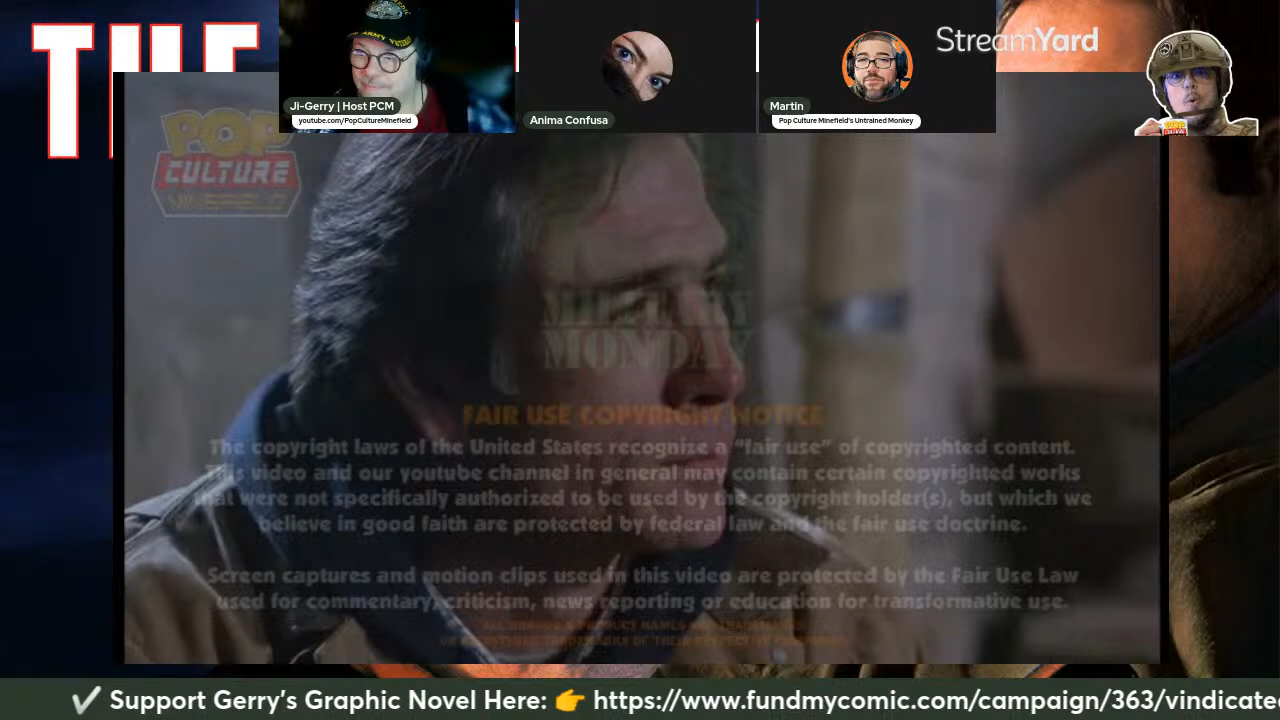 THE
StreamYard
Ji-Gerry | Host PCM
youtube.com/PopCultureMinefield
Anima Confusa
Martin
Pop Culture Minefield's Untrained Monkey
POP
CULTURE
MINEFIELD
MILITARY
MONDAY
FAIR USE COPYRIGHT NOTICE
The copyright laws of the United States recognize a “fair use” of copyrighted content.
This video and our youtube channel in general may contain certain copyrighted works
that were not specifically authorized to be used by the copyright holder(s), but which we
believe in good faith are protected by federal law and the fair use doctrine.
Screen captures and motion clips used in this video are protected by the Fair Use Law
used for commentary, criticism, news reporting or education for transformative use.
✔ Support Gerry's Graphic Novel Here: 👉 https://www.fundmycomic.com/campaign/363/vindicate